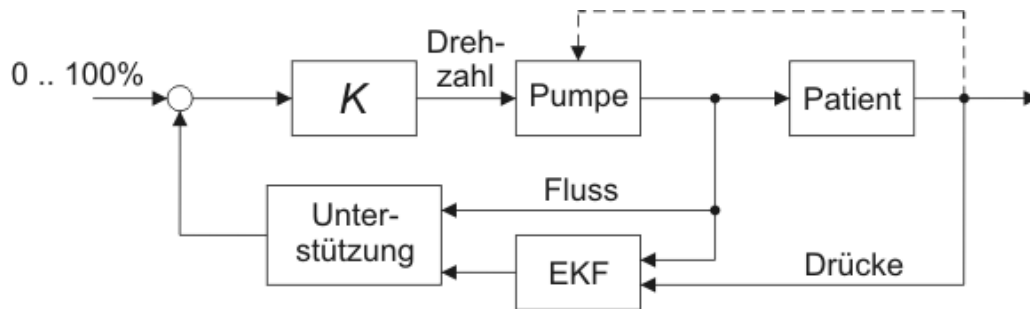 0 .. 100%
K
Dreh-
zahl
Pumpe
Patient
Unter-
stützung
Fluss
EKF
Drücke